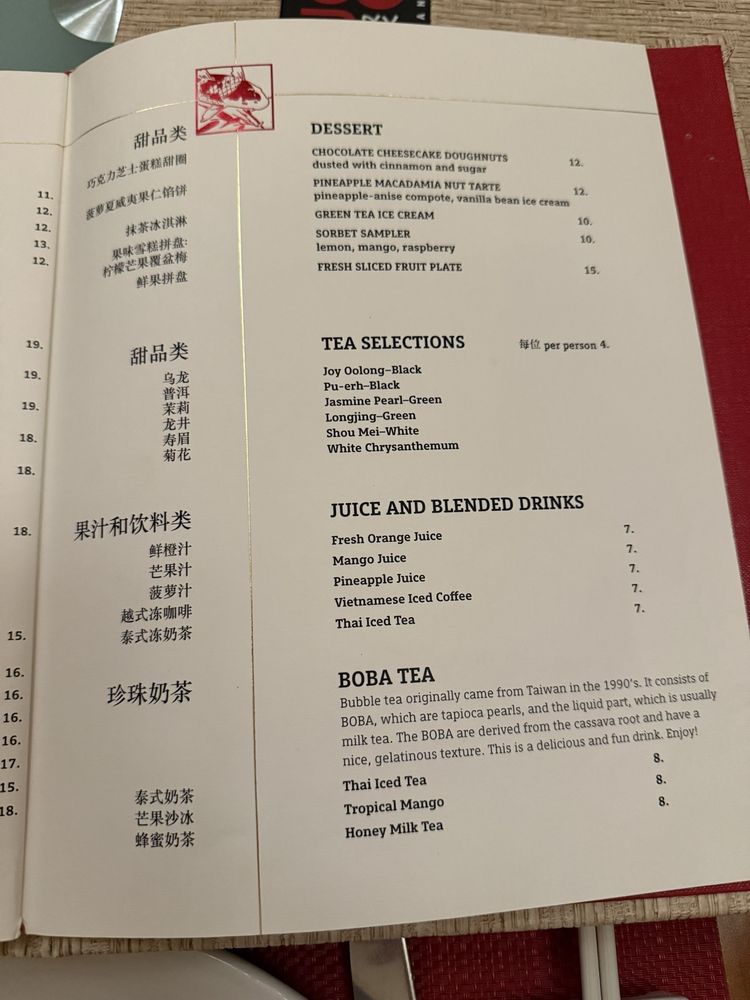 11.
12.
12.
13.
12.
19.
19.
19.
18.
18.
18.
15.
16.
16.
16.
16.
17.
15.
18.
甜品类
巧克力芝士蛋糕甜圈
菠萝夏威夷果仁馅饼
抹茶冰淇淋
果味雪糕拼盘:
柠檬芒果覆盆梅
鲜果拼盘
甜品类
乌龙
普洱
茉莉
龙井
寿眉
菊花
果汁和饮料类
鲜橙汁
芒果汁
菠萝汁
越式冻咖啡
泰式冻奶茶
珍珠奶茶
泰式奶茶
芒果沙冰
蜂蜜奶茶
DESSERT
CHOCOLATE CHEESECAKE DOUGHNUTS 12.
dusted with cinnamon and sugar
PINEAPPLE MACADAMIA NUT TARTE 12.
pineapple-anise compote, vanilla bean ice cream
GREEN TEA ICE CREAM 10.
SORBET SAMPLER 10.
lemon, mango, raspberry
FRESH SLICED FRUIT PLATE 15.
TEA SELECTIONS 每位 per person 4.
Joy Oolong–Black
Pu-erh–Black
Jasmine Pearl–Green
Longjing–Green
Shou Mei–White
White Chrysanthemum
JUICE AND BLENDED DRINKS
Fresh Orange Juice 7.
Mango Juice 7.
Pineapple Juice 7.
Vietnamese Iced Coffee 7.
Thai Iced Tea 7.
BOBA TEA
Bubble tea originally came from Taiwan in the 1990's. It consists of
BOBA, which are tapioca pearls, and the liquid part, which is usually
milk tea. The BOBA are derived from the cassava root and have a
nice, gelatinous texture. This is a delicious and fun drink. Enjoy!
Thai Iced Tea 8.
Tropical Mango 8.
Honey Milk Tea 8.